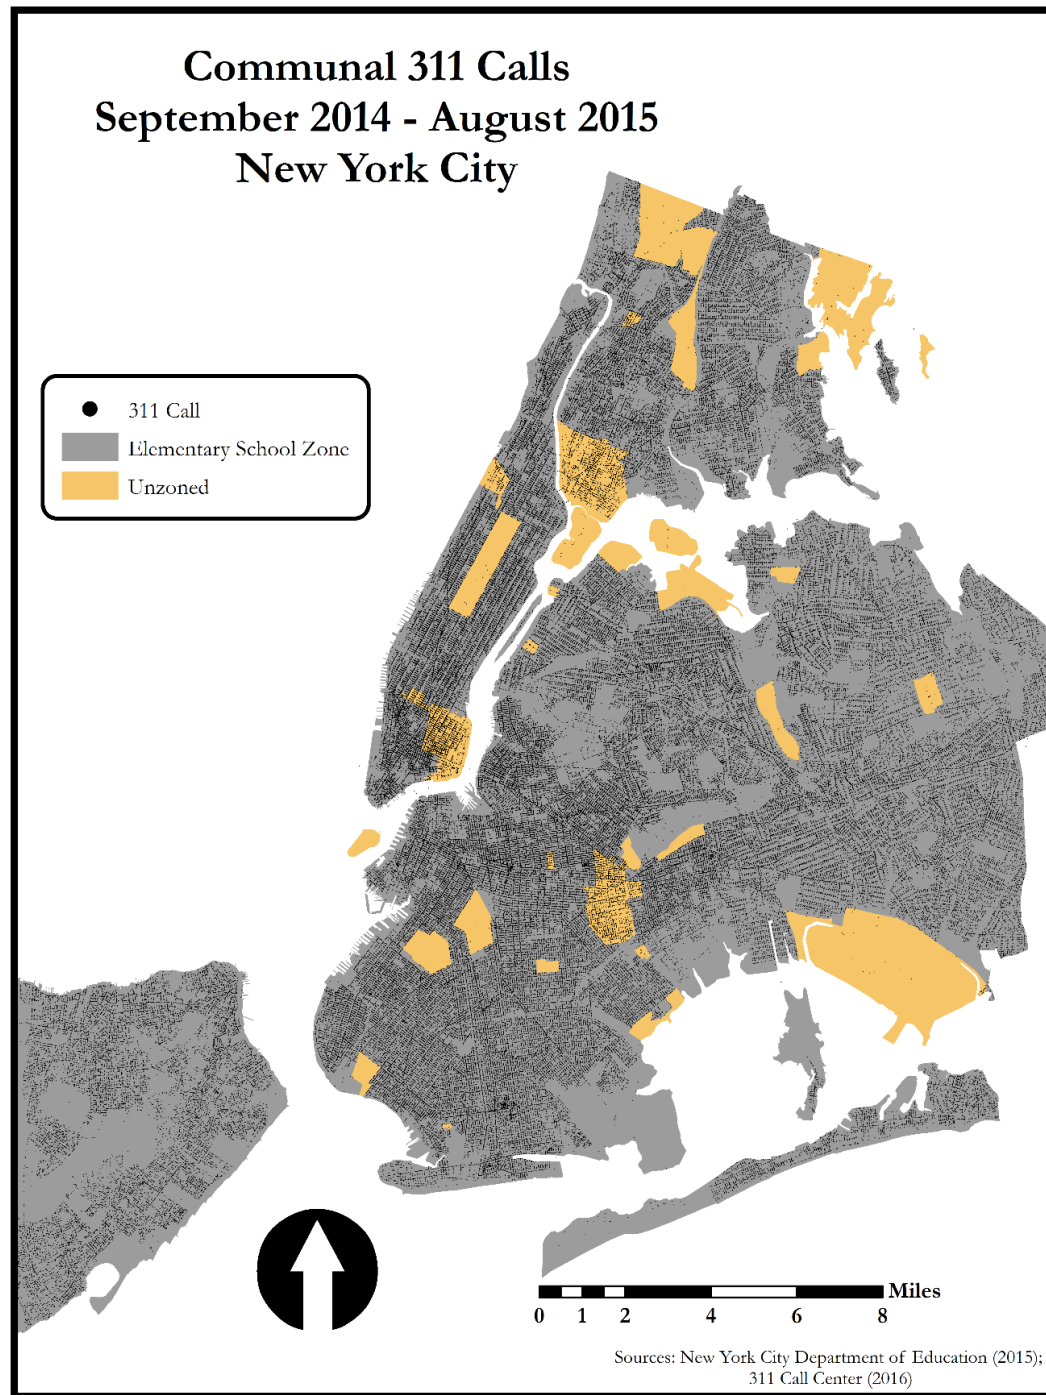 Communal 311 Calls
September 2014 - August 2015
New York City
311 Call
Elementary School Zone
Unzoned
Miles
0 1 2 4 6 8
Sources: New York City Department of Education (2015);
311 Call Center (2016)